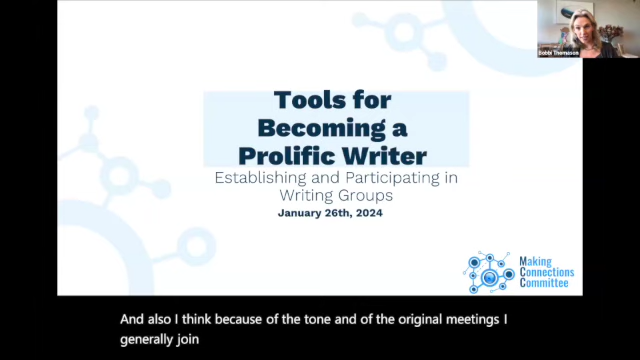 Bobbi Thomason
Tools for
Becoming a
Prolific Writer
Establishing and Participating in
Writing Groups
January 26th, 2024
Making
Connections
Committee
And also I think because of the tone and of the original meetings I
generally join